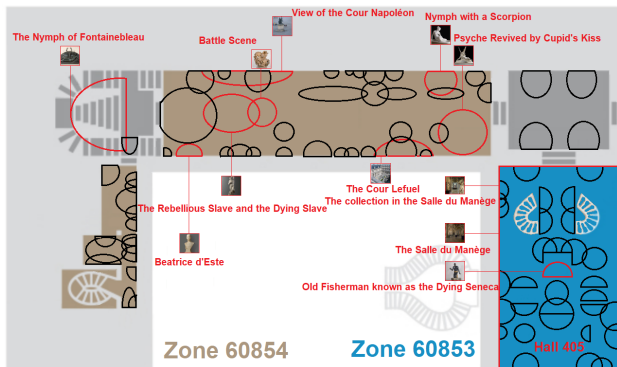 View of the Cour Napoléon
Nymph with a Scorpion
The Nymph of Fontainebleau
Battle Scene
Psyche Revived by Cupid's Kiss
The Cour Lefuel
The collection in the Salle du Manège
The Rebellious Slave and the Dying Slave
The Salle du Manège
Beatrice d'Este
Old Fisherman known as the Dying Seneca
Zone 60854
Zone 60853
Hall 405